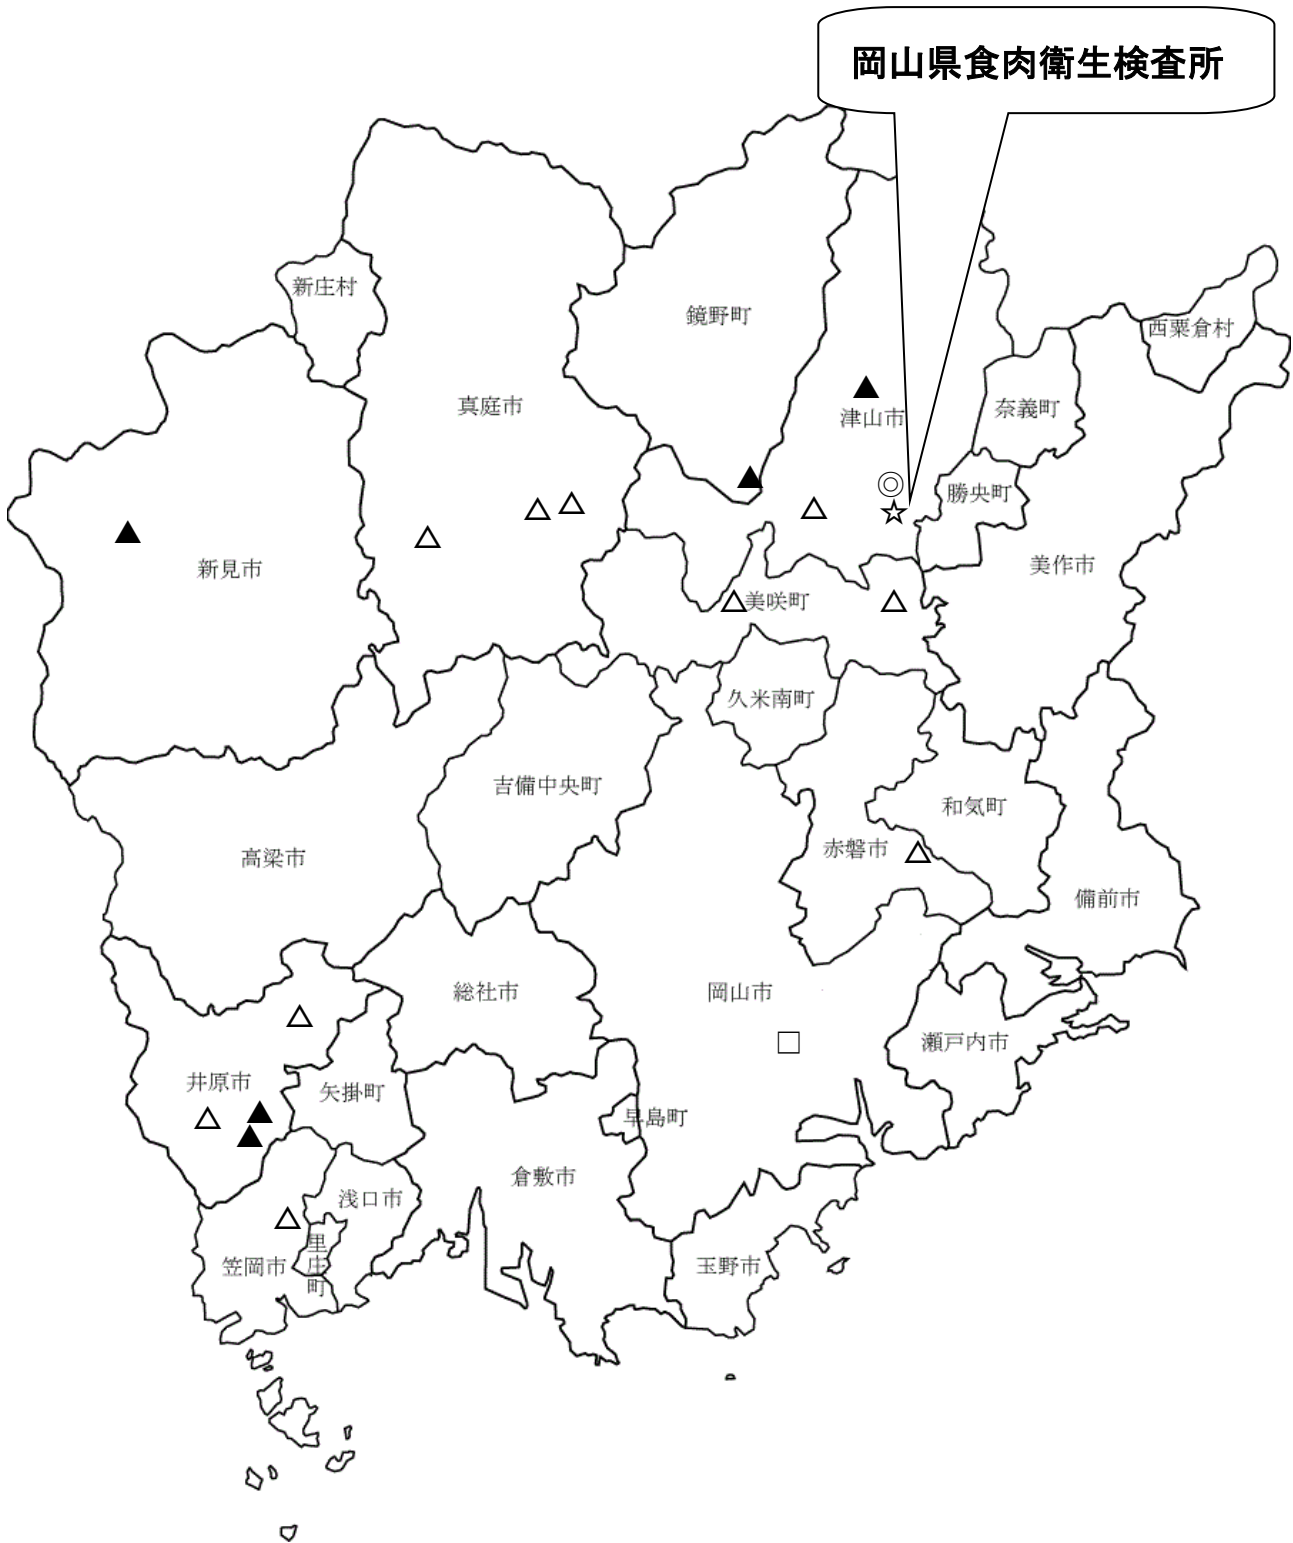 岡山県食肉衛生検査所
新庄村
鏡野町
西粟倉村
真庭市
津山市
奈義町
勝央町
新見市
美作市
美咲町
久米南町
吉備中央町
和気町
赤磐市
高梁市
備前市
総社市
岡山市
瀬戸内市
井原市
矢掛町
早島町
倉敷市
浅口市
里庄町
笠岡市
玉野市